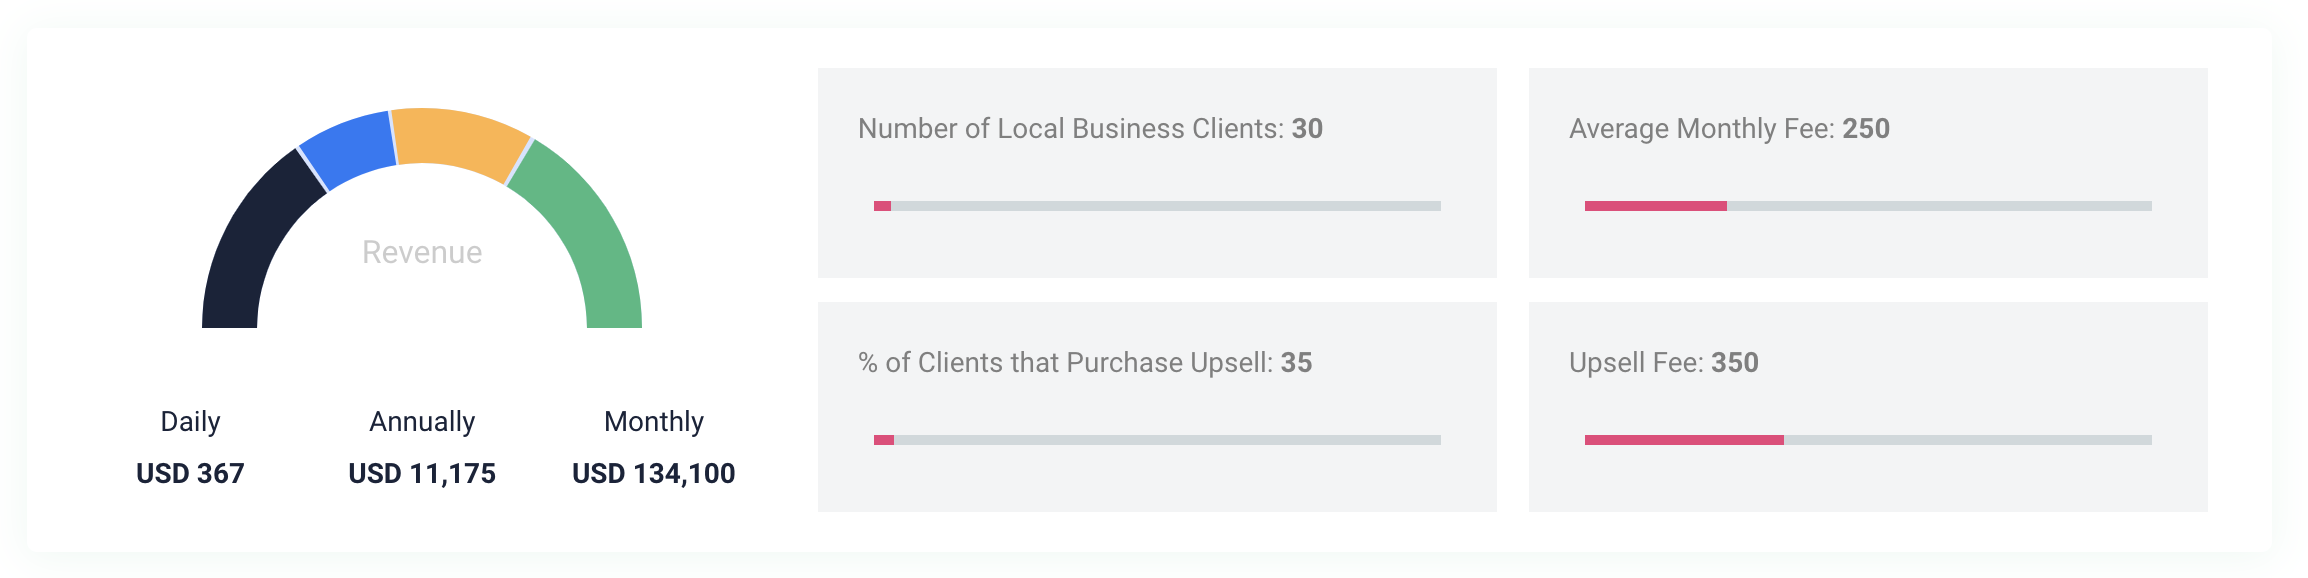 Revenue
Daily
USD 367
Annually
USD 11,175
Monthly
USD 134,100
Number of Local Business Clients: 30
Average Monthly Fee: 250
% of Clients that Purchase Upsell: 35
Upsell Fee: 350